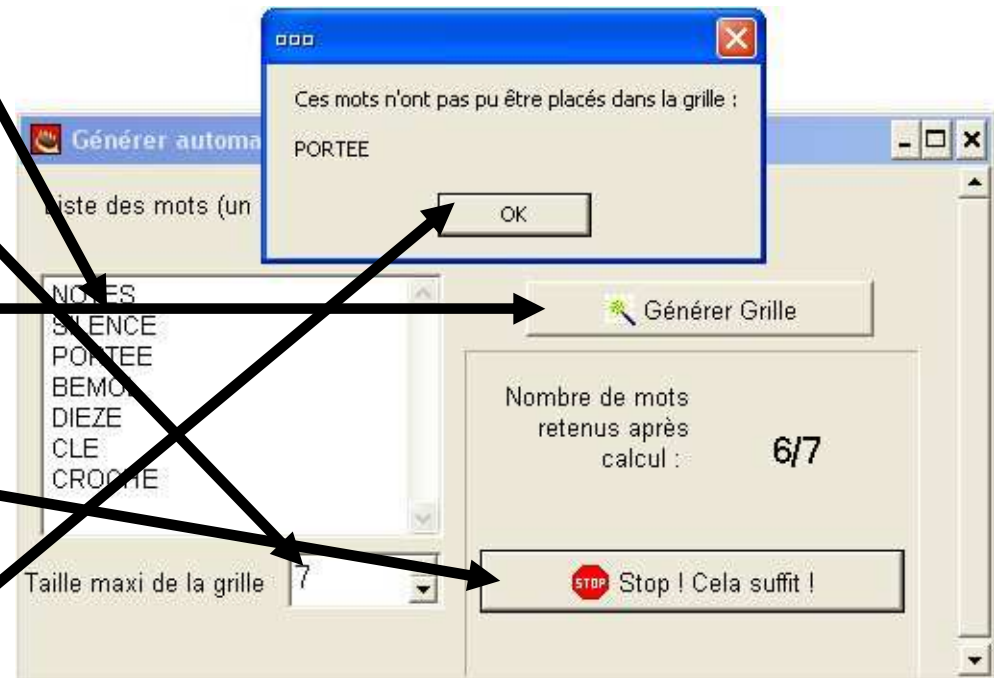 Ces mots n'ont pas pu être placés dans la grille :
PORTEE
OK
Générer automa
Liste des mots (un
NOTES
SILENCE
PORTEE
BEMOL
DIEZE
CLE
CROCHE
Générer Grille
Nombre de mots
retenus après
calcul :
6/7
Taille maxi de la grille
7
STOP
Stop ! Cela suffit !